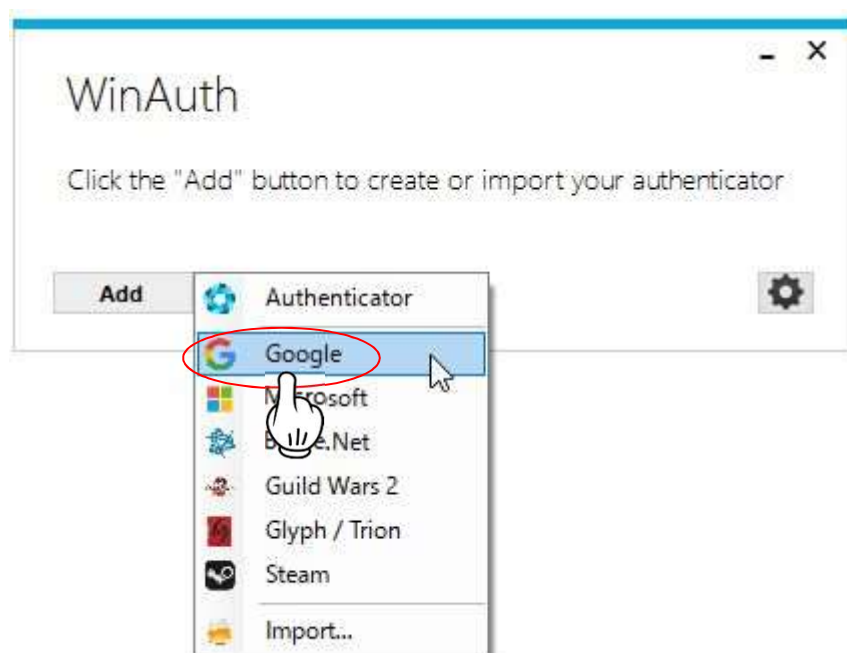 WinAuth
Click the "Add" button to create or import your authenticator
Add
Authenticator
Google
Microsoft
Guild Wars 2
Glyph / Trion
Steam
Import...